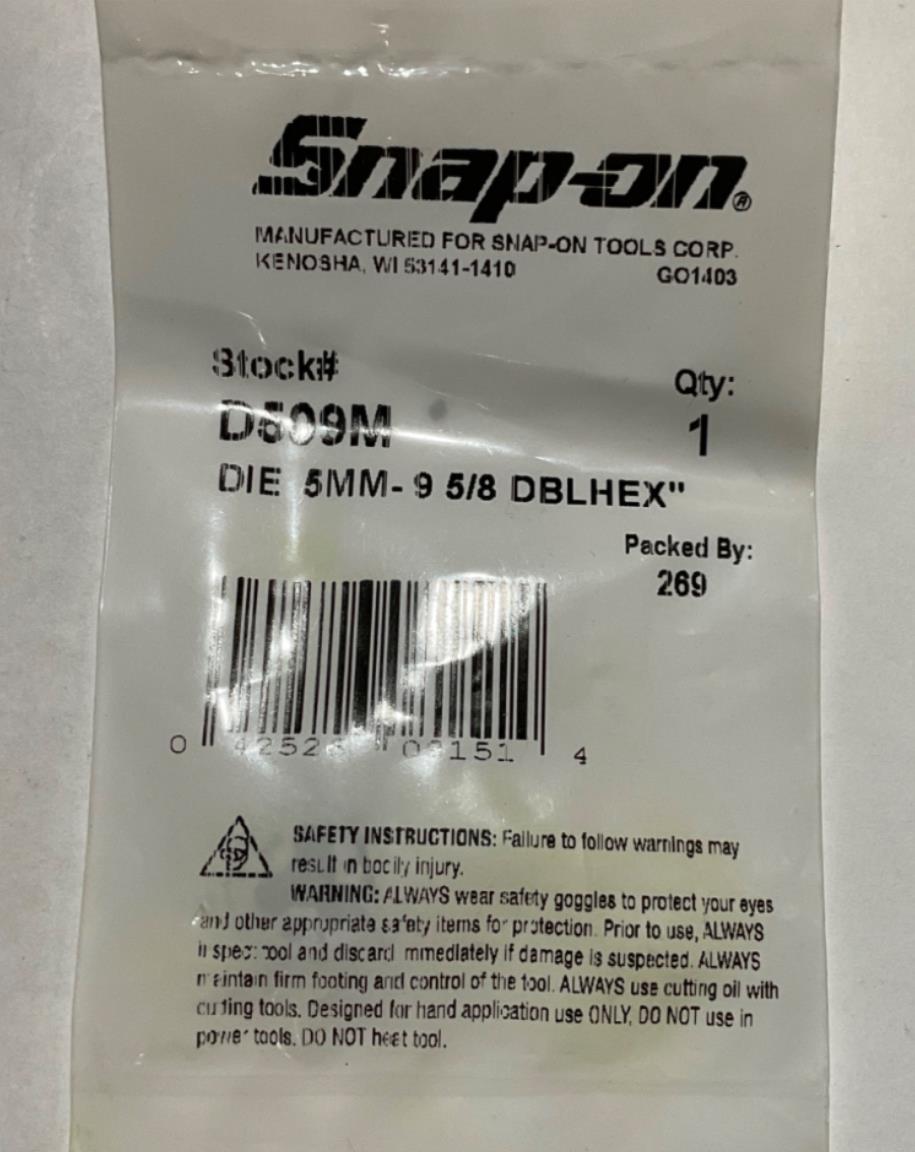 Snap-on®
MANUFACTURED FOR SNAP-ON TOOLS CORP.
KENOSHA, WI 53141-1410 GO1403
Stock# Qty:
D509M 1
DIE 5MM- 9 5/8 DBLHEX"
Packed By:
269
0 42528 09151 4
SAFETY INSTRUCTIONS: Failure to follow warnings may
result in bodily injury.
WARNING: ALWAYS wear safety goggles to protect your eyes
and other appropriate safety items for protection. Prior to use, ALWAYS
inspect tool and discard immediately if damage is suspected. ALWAYS
maintain firm footing and control of the tool. ALWAYS use cutting oil with
cutting tools. Designed for hand application use ONLY, DO NOT use in
power tools. DO NOT heat tool.